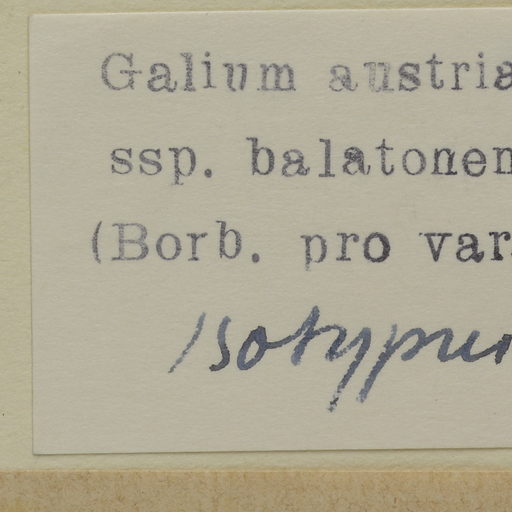 Galium austria
ssp. balatonen
(Borb. pro var.
Isotypus